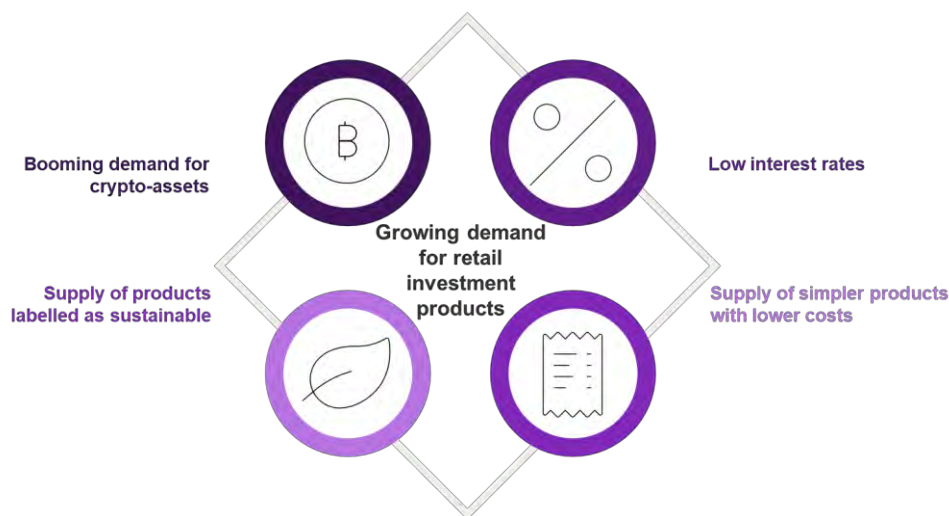 Booming demand for
crypto-assets
Low interest rates
Growing demand
for retail
investment
products
Supply of products
labelled as sustainable
Supply of simpler products
with lower costs